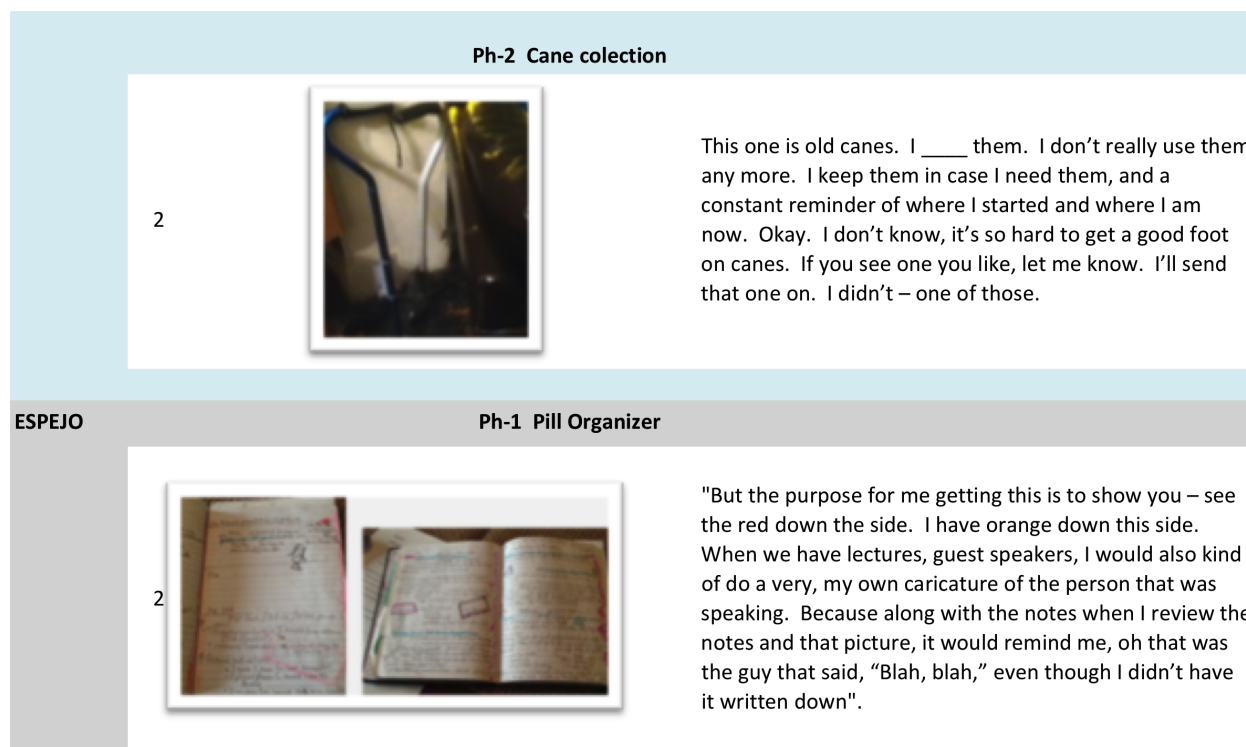 Ph-2 Cane colection
2
This one is old canes. I ____ them. I don’t really use them
any more. I keep them in case I need them, and a
constant reminder of where I started and where I am
now. Okay. I don’t know, it’s so hard to get a good foot
on canes. If you see one you like, let me know. I’ll send
that one on. I didn’t – one of those.
ESPEJO
Ph-1 Pill Organizer
2
"But the purpose for me getting this is to show you – see
the red down the side. I have orange down this side.
When we have lectures, guest speakers, I would also kind
of do a very, my own caricature of the person that was
speaking. Because along with the notes when I review the
notes and that picture, it would remind me, oh that was
the guy that said, “Blah, blah,” even though I didn’t have
it written down".